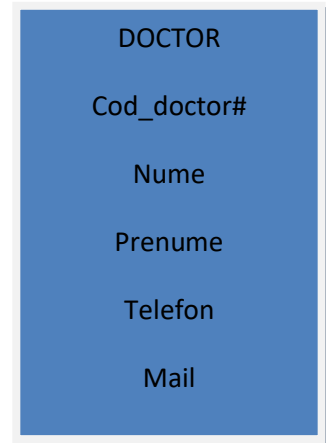 DOCTOR
Cod_doctor#
Nume
Prenume
Telefon
Mail